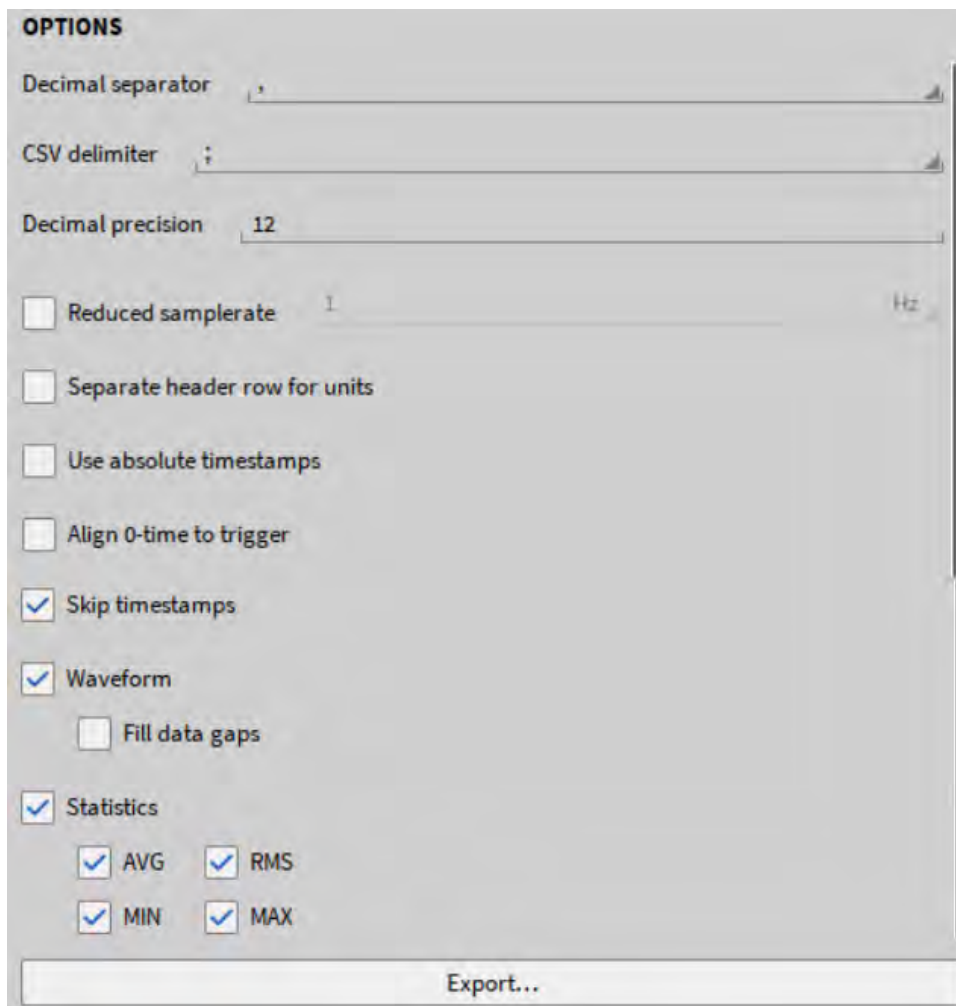 OPTIONS
Decimal separator ,
CSV delimiter ;
Decimal precision 12
Reduced samplerate 1 Hz
Separate header row for units
Use absolute timestamps
Align 0-time to trigger
Skip timestamps
Waveform
Fill data gaps
Statistics
AVG RMS
MIN MAX
Export...